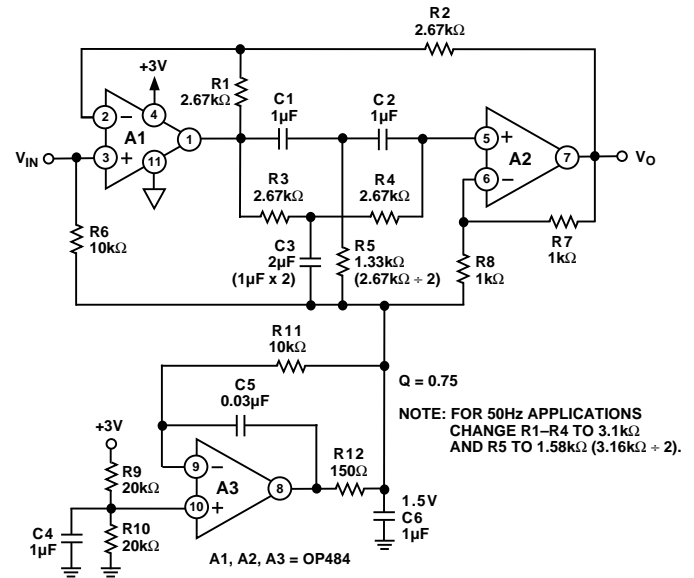 R2
2.67kΩ
+3V
R1
2.67kΩ
C1
1µF
C2
1µF
2
−
4
A1
1
VIN
3
+
11
5
+
A2
7
VO
6
−
R3
2.67kΩ
R4
2.67kΩ
R6
10kΩ
C3
2µF
(1µF x 2)
R5
1.33kΩ
(2.67kΩ ÷ 2)
R8
1kΩ
R7
1kΩ
R11
10kΩ
C5
0.03µF
Q = 0.75
NOTE: FOR 50Hz APPLICATIONS
CHANGE R1–R4 TO 3.1kΩ
AND R5 TO 1.58kΩ (3.16kΩ ÷ 2).
+3V
R9
20kΩ
9
−
A3
8
10
+
R12
150Ω
C4
1µF
R10
20kΩ
1.5V
C6
1µF
A1, A2, A3 = OP484